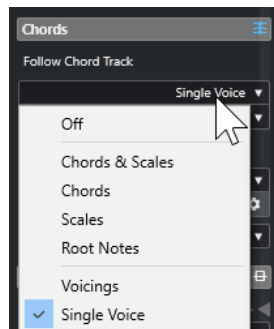 Chords
Follow Chord Track
Single Voice
Off
Chords & Scales
Chords
Scales
Root Notes
Voicings
Single Voice